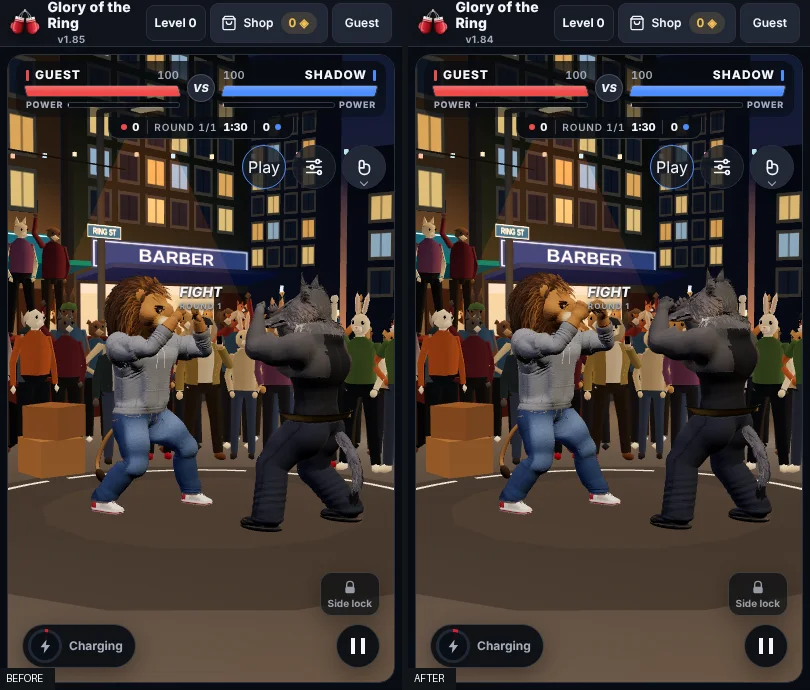 Glory of the
Ring
v1.85
Level 0
Shop
0
Guest
GUEST
100
VS
100
SHADOW
POWER
POWER
0
ROUND 1/1
1:30
0
Play
RING ST
BARBER
FIGHT
ROUND 1
Side lock
Charging
BEFORE
Glory of the
Ring
v1.84
Level 0
Shop
0
Guest
GUEST
100
VS
100
SHADOW
POWER
POWER
0
ROUND 1/1
1:30
0
Play
RING ST
BARBER
FIGHT
ROUND 1
Side lock
Charging
AFTER